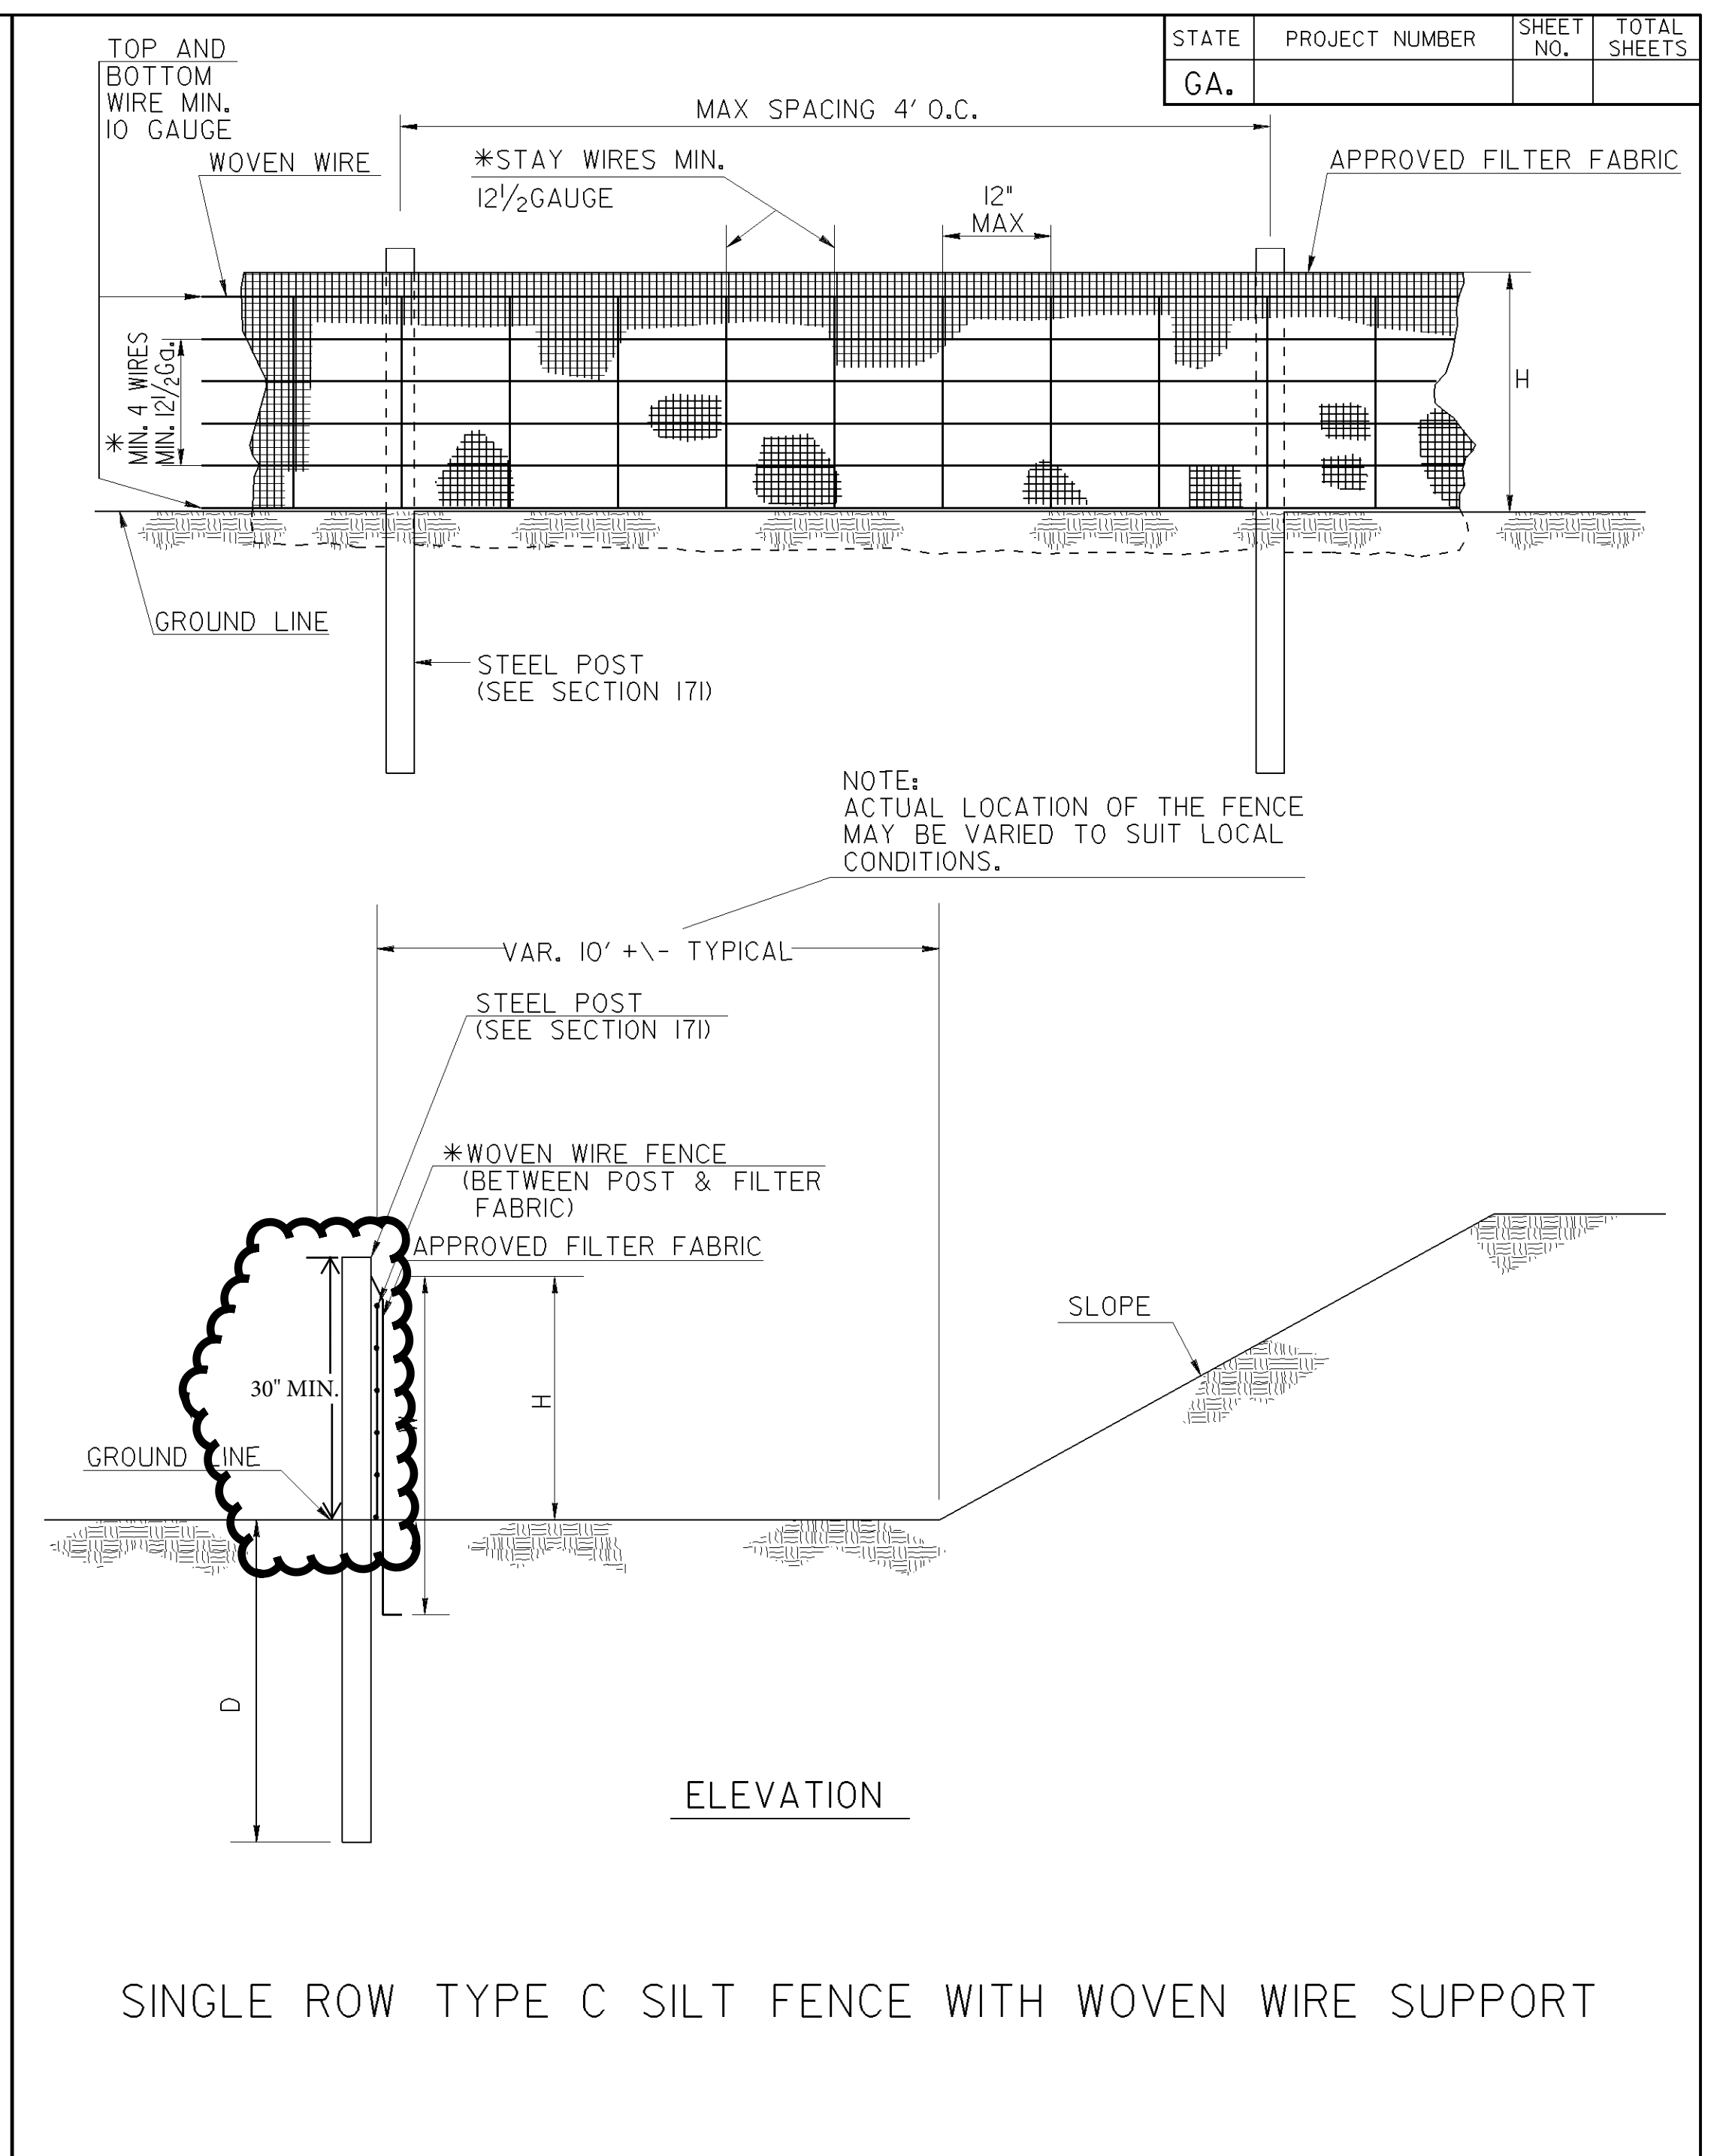 STATE PROJECT NUMBER SHEET NO. TOTAL SHEETS
GA.
TOP AND
BOTTOM
WIRE MIN.
10 GAUGE
MAX SPACING 4' O.C.
WOVEN WIRE
*STAY WIRES MIN.
12 1/2 GAUGE
12"
MAX
APPROVED FILTER FABRIC
*
MIN. 4 WIRES
MIN. 12 1/2 Ga.
H
GROUND LINE
STEEL POST
(SEE SECTION 171)
NOTE:
ACTUAL LOCATION OF THE FENCE
MAY BE VARIED TO SUIT LOCAL
CONDITIONS.
VAR. 10' +\- TYPICAL
STEEL POST
(SEE SECTION 171)
*WOVEN WIRE FENCE
(BETWEEN POST & FILTER
FABRIC)
APPROVED FILTER FABRIC
SLOPE
30" MIN.
H
GROUND LINE
D
ELEVATION
SINGLE ROW TYPE C SILT FENCE WITH WOVEN WIRE SUPPORT